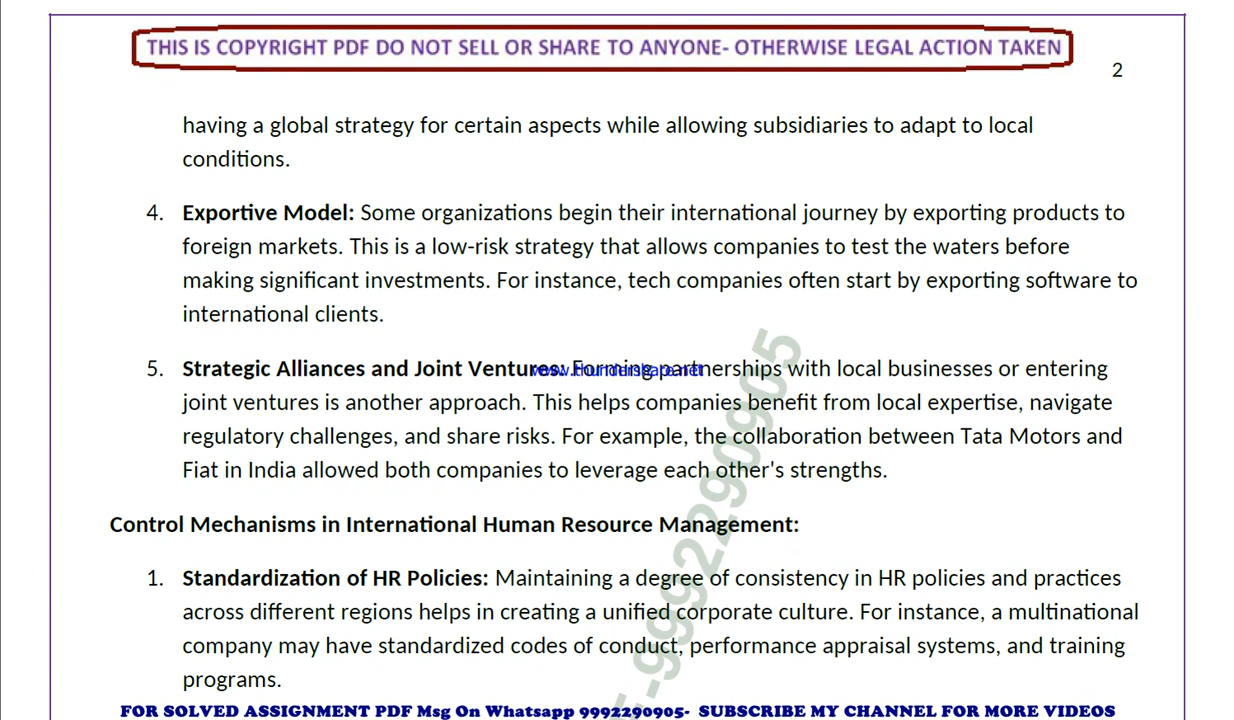 THIS IS COPYRIGHT PDF DO NOT SELL OR SHARE TO ANYONE- OTHERWISE LEGAL ACTION TAKEN
2
having a global strategy for certain aspects while allowing subsidiaries to adapt to local
conditions.
4. Exportive Model: Some organizations begin their international journey by exporting products to
foreign markets. This is a low-risk strategy that allows companies to test the waters before
making significant investments. For instance, tech companies often start by exporting software to
international clients.
5. Strategic Alliances and Joint Ventures: Forming partnerships with local businesses or entering
www.thundershare.net
joint ventures is another approach. This helps companies benefit from local expertise, navigate
regulatory challenges, and share risks. For example, the collaboration between Tata Motors and
Fiat in India allowed both companies to leverage each other's strengths.
Control Mechanisms in International Human Resource Management:
1. Standardization of HR Policies: Maintaining a degree of consistency in HR policies and practices
across different regions helps in creating a unified corporate culture. For instance, a multinational
company may have standardized codes of conduct, performance appraisal systems, and training
programs.
-9992290905
FOR SOLVED ASSIGNMENT PDF Msg On Whatsapp 9992290905- SUBSCRIBE MY CHANNEL FOR MORE VIDEOS